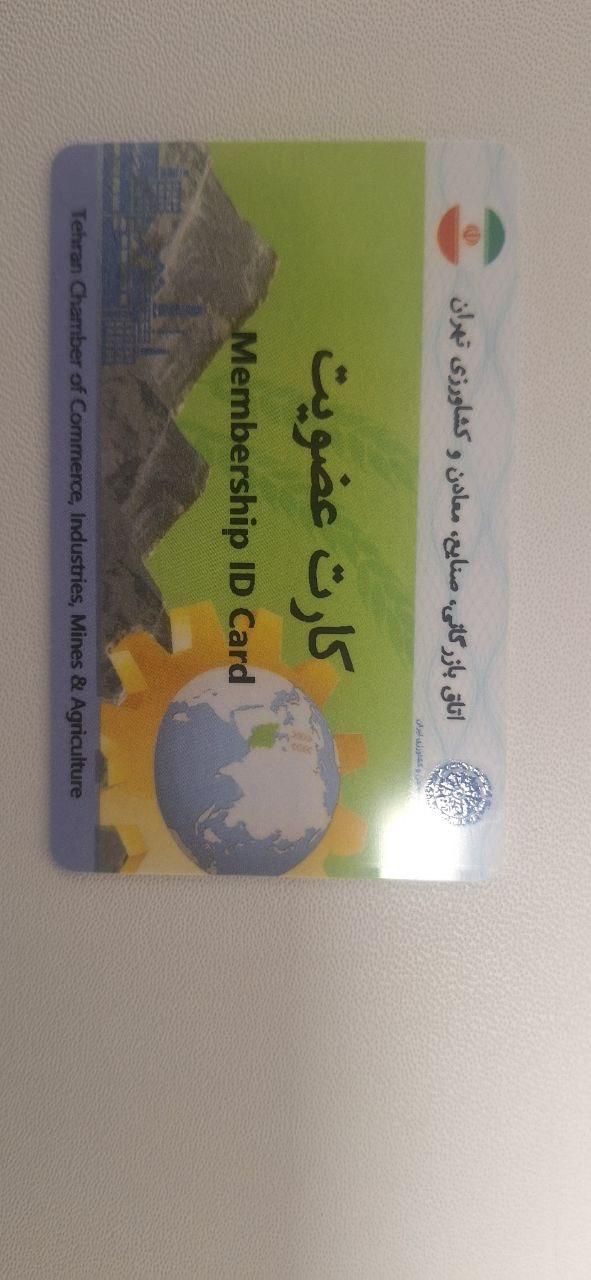 اتاق بازرگانی، صنایع، معادن و کشاورزی تهران
کارت عضویت
Membership ID Card
Tehran Chamber of Commerce, Industries, Mines & Agriculture